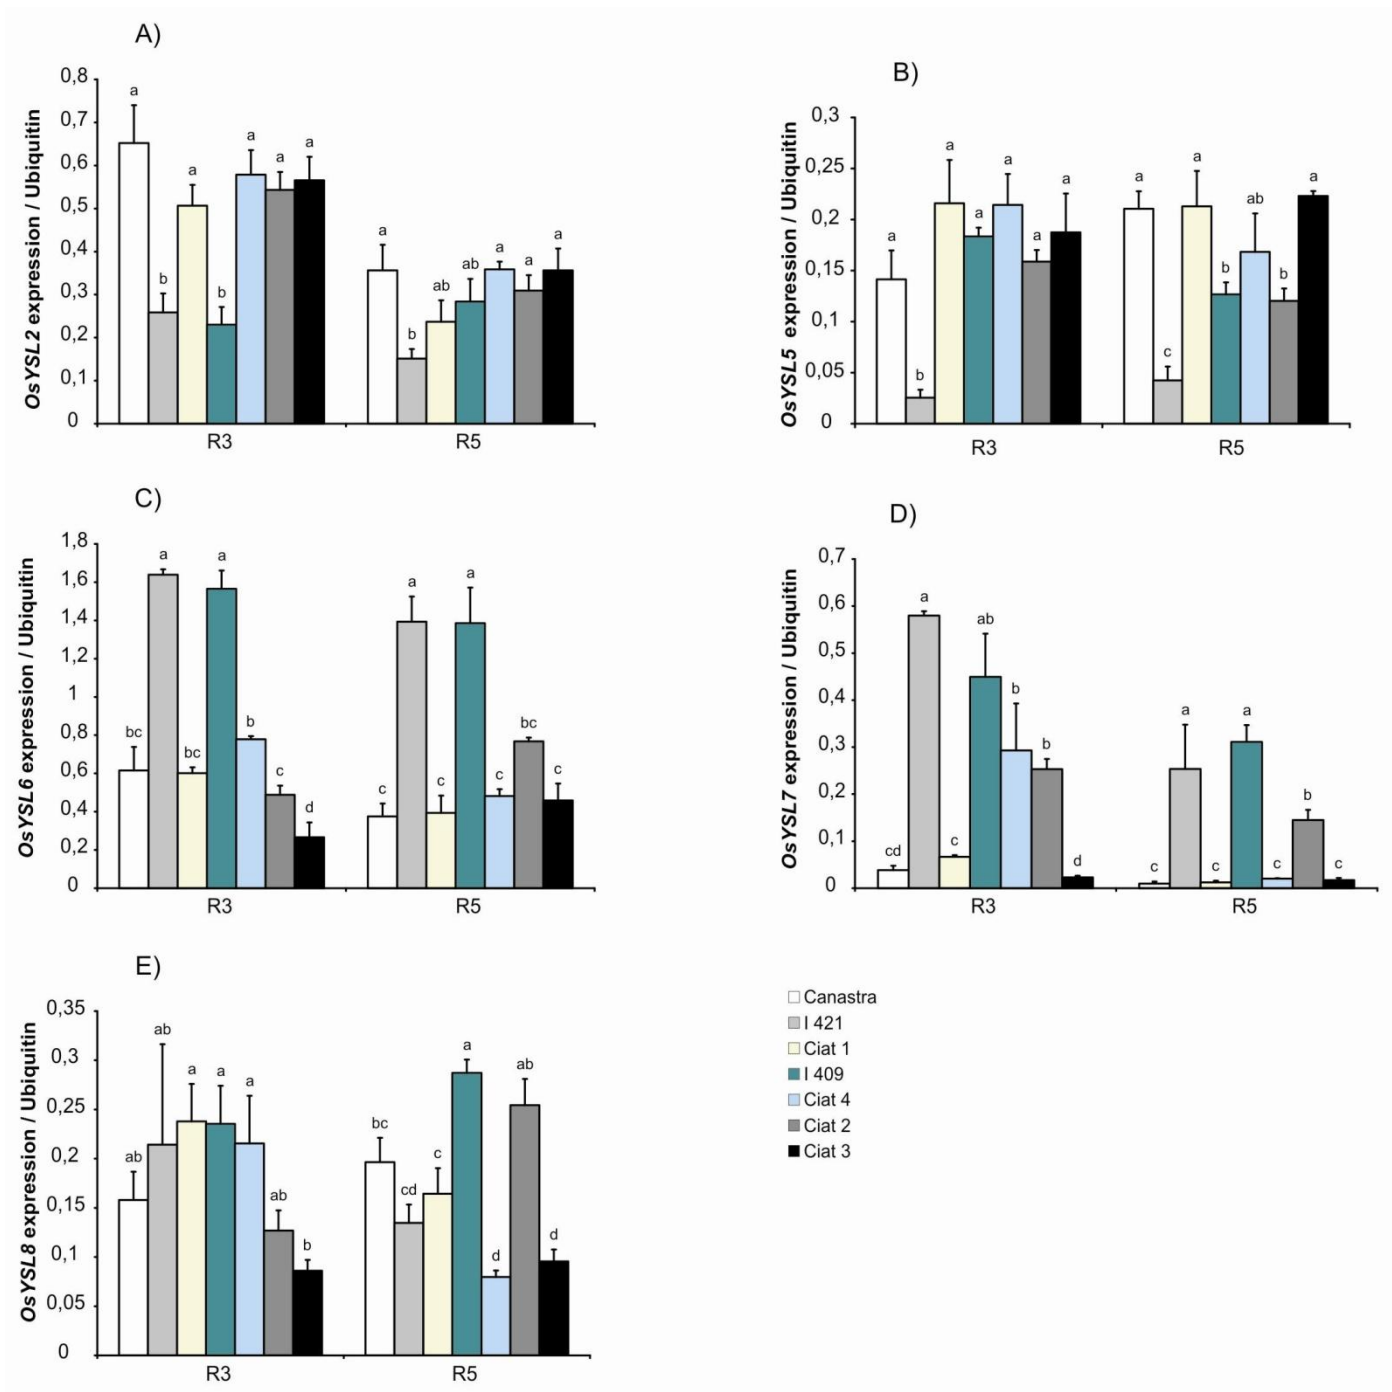 A)
OsYSL2 expression / Ubiquitin
0,8
0,7
0,6
0,5
0,4
0,3
0,2
0,1
0
a b a b a a a
a b ab ab a a a
R3 R5
B)
OsYSL5 expression / Ubiquitin
0,3
0,25
0,2
0,15
0,1
0,05
0
a b a a a a a
a c a b ab b a
R3 R5
C)
OsYSL6 expression / Ubiquitin
1,8
1,6
1,4
1,2
1
0,8
0,6
0,4
0,2
0
bc a bc a b c d
c a c a c bc c
R3 R5
D)
OsYSL7 expression / Ubiquitin
0,7
0,6
0,5
0,4
0,3
0,2
0,1
0
cd a c ab b b d
c a c a c b c
R3 R5
E)
OsYSL8 expression / Ubiquitin
0,35
0,3
0,25
0,2
0,15
0,1
0,05
0
ab ab a a a ab b
bc cd c a d ab d
R3 R5
Canastra
I 421
Ciat 1
I 409
Ciat 4
Ciat 2
Ciat 3